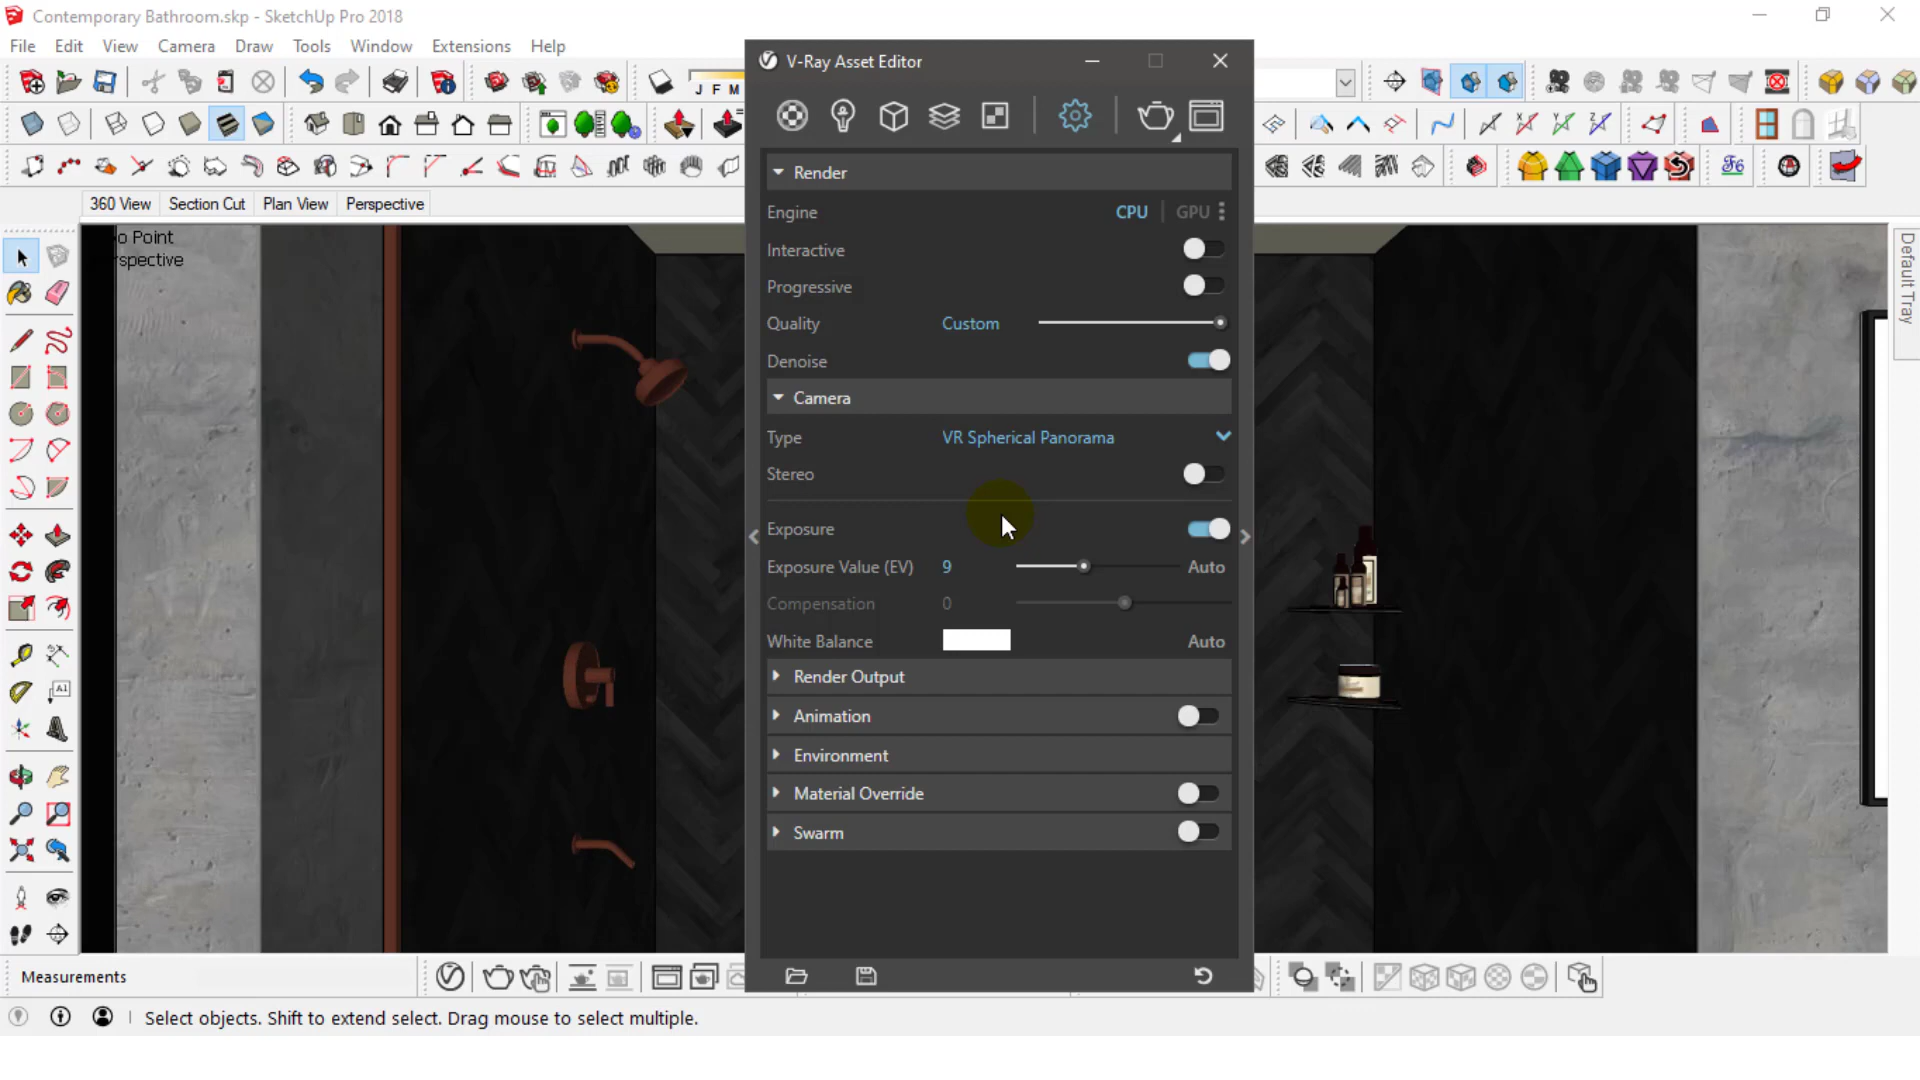 Contemporary Bathroom.skp - SketchUp Pro 2018
File Edit View Camera Draw Tools Window Extensions Help
J F M
360 View Section Cut Plan View Perspective
o Point
spective
V-Ray Asset Editor
Render
Engine CPU GPU
Interactive
Progressive
Quality Custom
Denoise
Camera
Type VR Spherical Panorama
Stereo
Exposure
Exposure Value (EV) 9 Auto
Compensation 0
White Balance Auto
Render Output
Animation
Environment
Material Override
Swarm
Default Tray
A1
Measurements
Select objects. Shift to extend select. Drag mouse to select multiple.